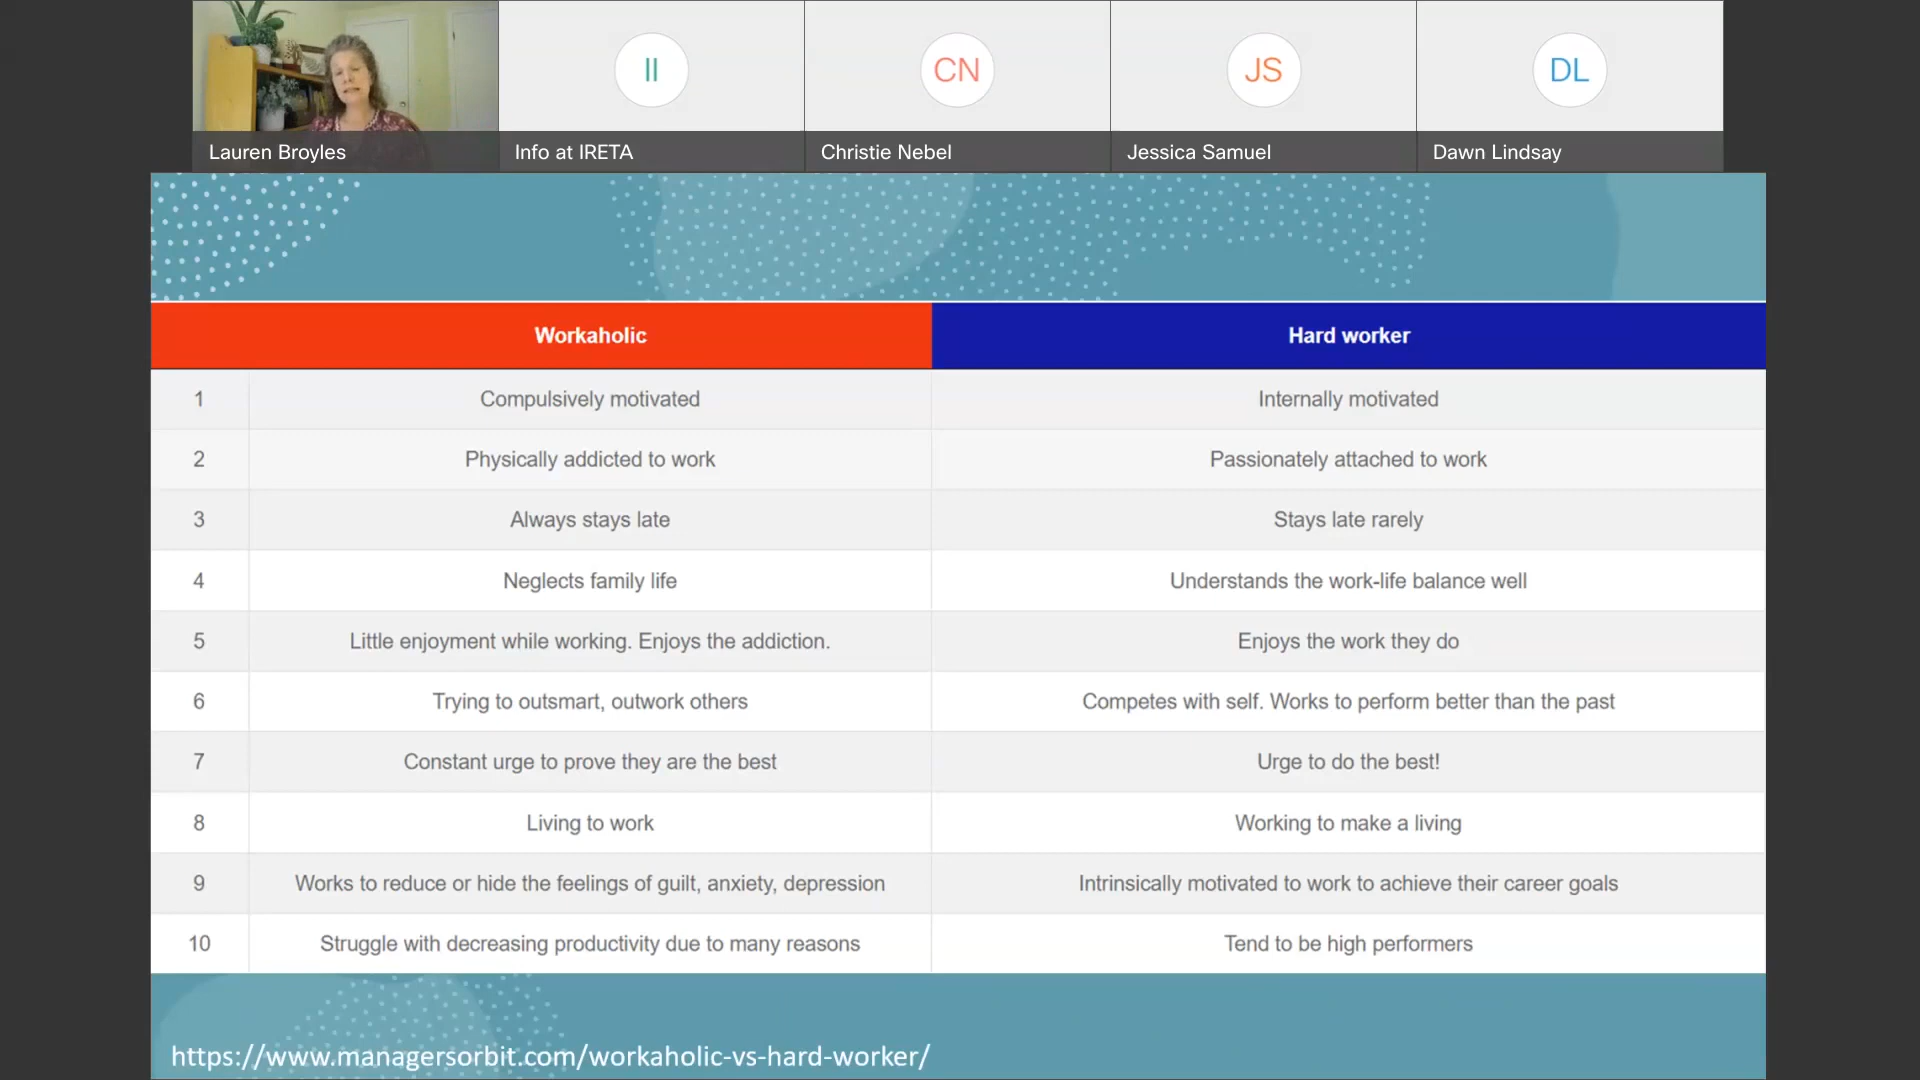 II
CN
JS
DL
Lauren Broyles
Info at IRETA
Christie Nebel
Jessica Samuel
Dawn Lindsay
Workaholic
Hard worker
1
Compulsively motivated
Internally motivated
2
Physically addicted to work
Passionately attached to work
3
Always stays late
Stays late rarely
4
Neglects family life
Understands the work-life balance well
5
Little enjoyment while working. Enjoys the addiction.
Enjoys the work they do
6
Trying to outsmart, outwork others
Competes with self. Works to perform better than the past
7
Constant urge to prove they are the best
Urge to do the best!
8
Living to work
Working to make a living
9
Works to reduce or hide the feelings of guilt, anxiety, depression
Intrinsically motivated to work to achieve their career goals
10
Struggle with decreasing productivity due to many reasons
Tend to be high performers
https://www.managersorbit.com/workaholic-vs-hard-worker/